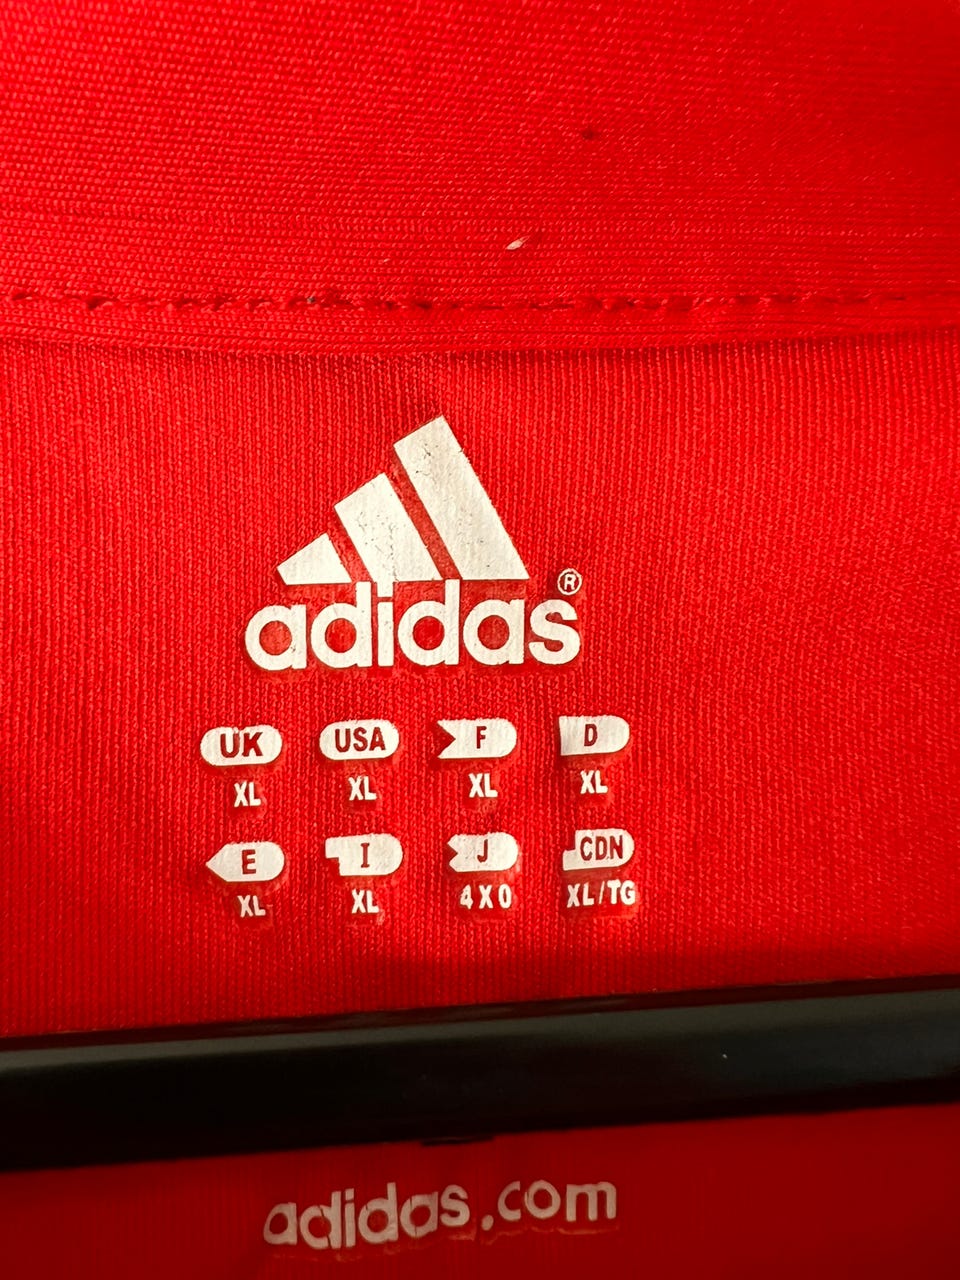 adidas®
UK USA F D
XL XL XL XL
E I J CDN
XL XL 4X0 XL/TG
adidas.com